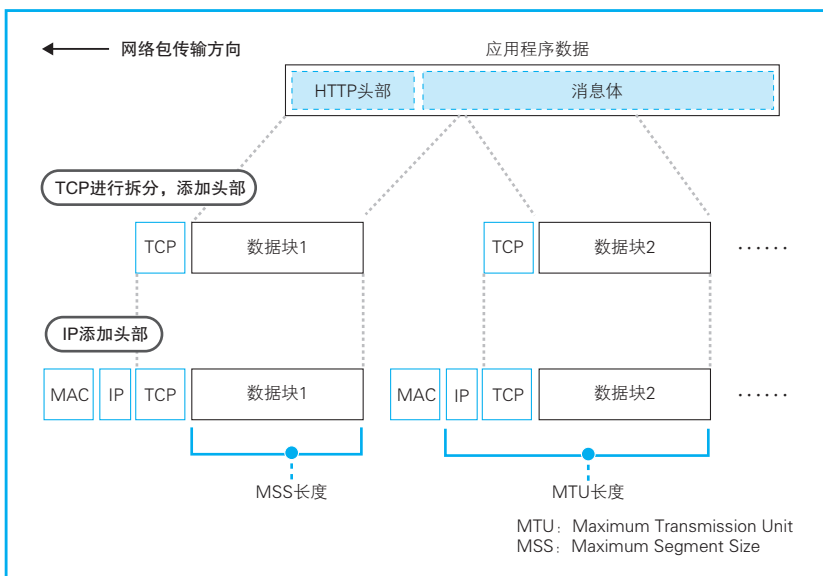 网络包传输方向
应用程序数据
HTTP头部 消息体
TCP进行拆分，添加头部
TCP 数据块1 TCP 数据块2 ······
IP添加头部
MAC IP TCP 数据块1 MAC IP TCP 数据块2 ······
MSS长度 MTU长度
MTU：Maximum Transmission Unit
MSS：Maximum Segment Size